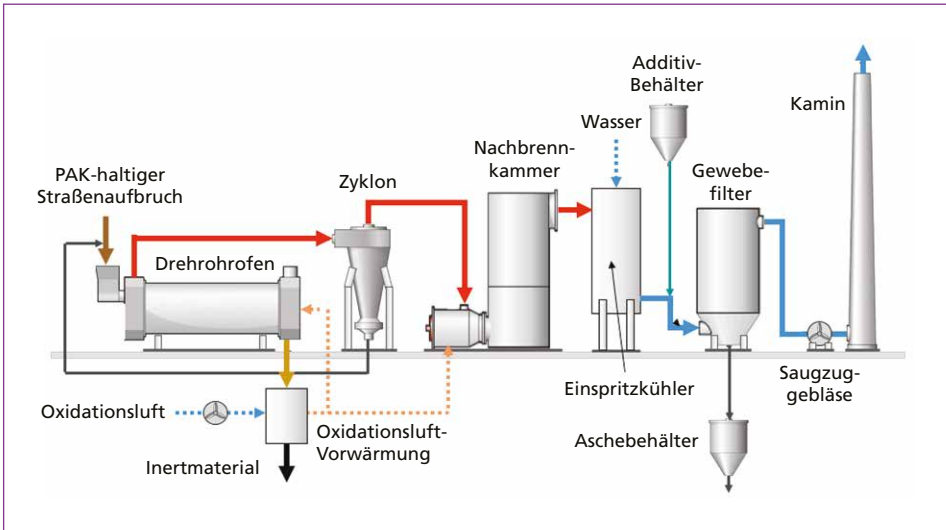 Additiv-
Behälter
Kamin
Wasser
Nachbrenn-
kammer
Gewebe-
filter
PAK-haltiger
Straßenaufbruch
Zyklon
Drehrohrofen
Einspritzkühler
Saugzug-
gebläse
Oxidationsluft
Oxidationsluft-
Vorwärmung
Aschebehälter
Inertmaterial